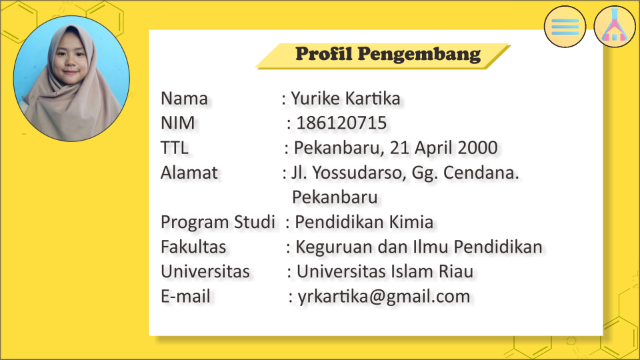 Profil Pengembang
Nama : Yurike Kartika
NIM : 186120715
TTL : Pekanbaru, 21 April 2000
Alamat : Jl. Yossudarso, Gg. Cendana.
Pekanbaru
Program Studi : Pendidikan Kimia
Fakultas : Keguruan dan Ilmu Pendidikan
Universitas : Universitas Islam Riau
E-mail : yrkartika@gmail.com